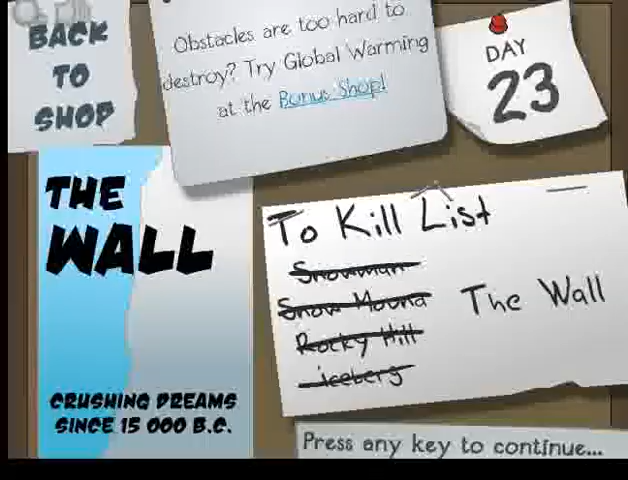 BACK
TO
SHOP
Obstacles are too hard to
destroy? Try Global Warming
at the Bonus Shop!
DAY
23
THE
WALL
CRUSHING DREAMS
SINCE 15 000 B.C.
To Kill List
Snowman
Snow Mound
Rocky Hill
iceberg
The Wall
Press any key to continue...